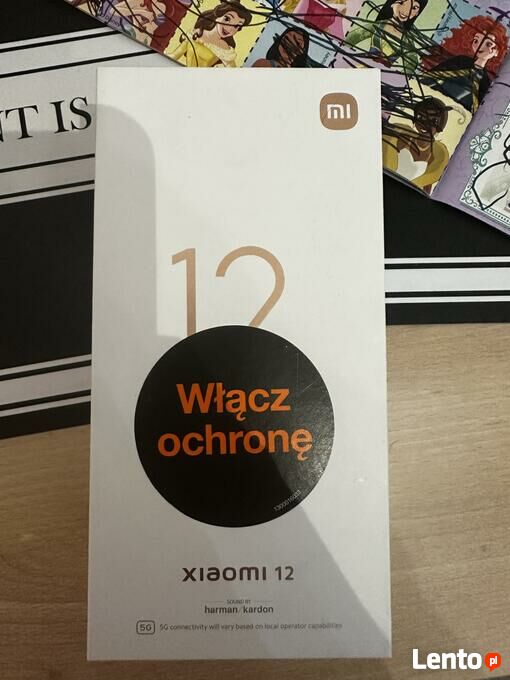 NT IS
mi
12
Włącz
ochronę
XIAOMI 12
SOUND BY
harman/kardon
5G 5G connectivity will vary based on local operator capabilities
Lento.pl